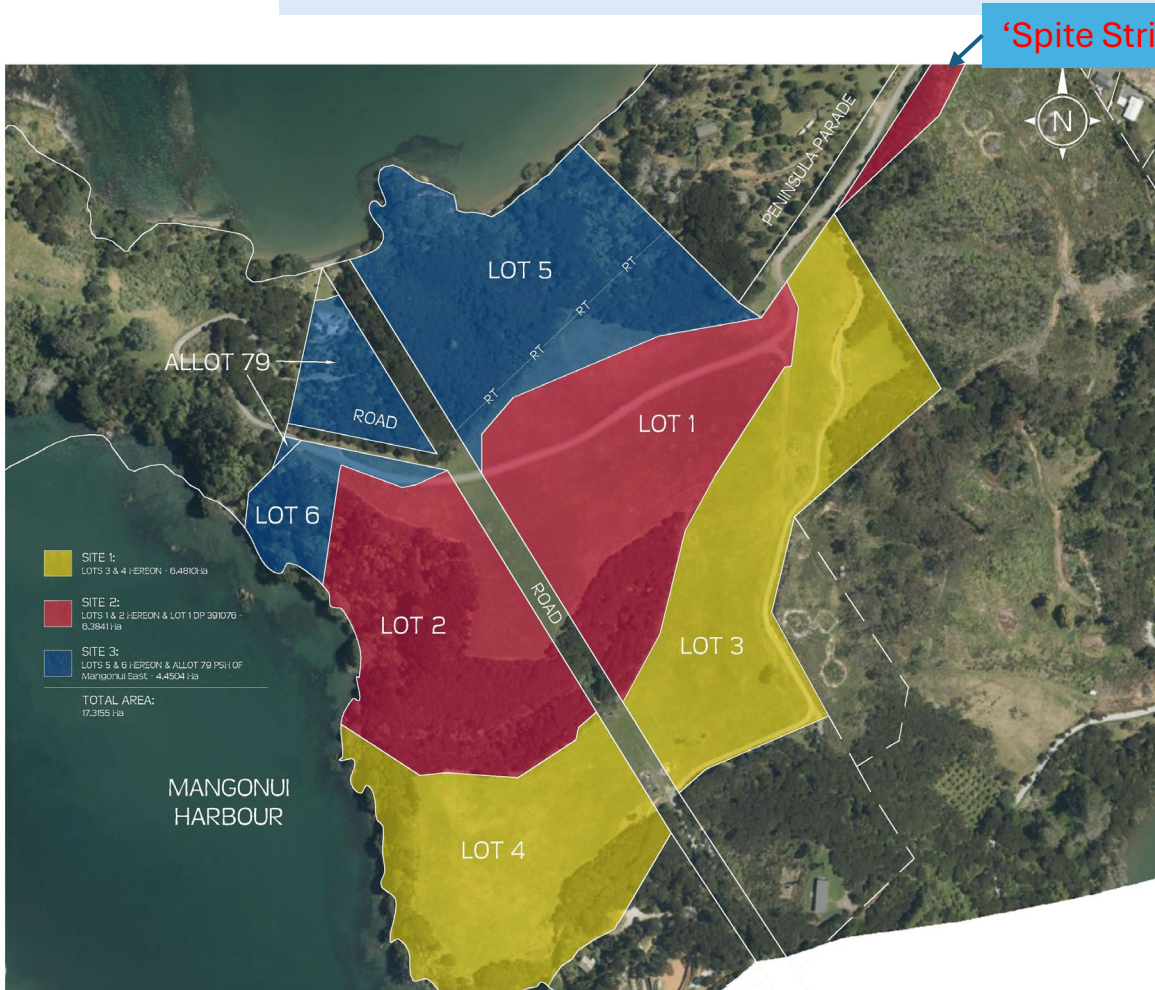 ‘Spite Stri
N
PENINSULA PARADE
LOT 5
RT
RT
RT
RT
ALLOT 79
ROAD
LOT 1
LOT 6
SITE 1:
LOTS 3 & 4 HEREON - 6.4810Ha
SITE 2:
LOTS 1 & 2 HEREON & LOT 1 DP 391076 -
6.3841 Ha
SITE 3:
LOTS 5 & 6 HEREON & ALLOT 79 PSH OF
Mangonui East - 4.4504 Ha
TOTAL AREA:
17.3155 Ha
ROAD
LOT 2
LOT 3
MANGONUI
HARBOUR
LOT 4